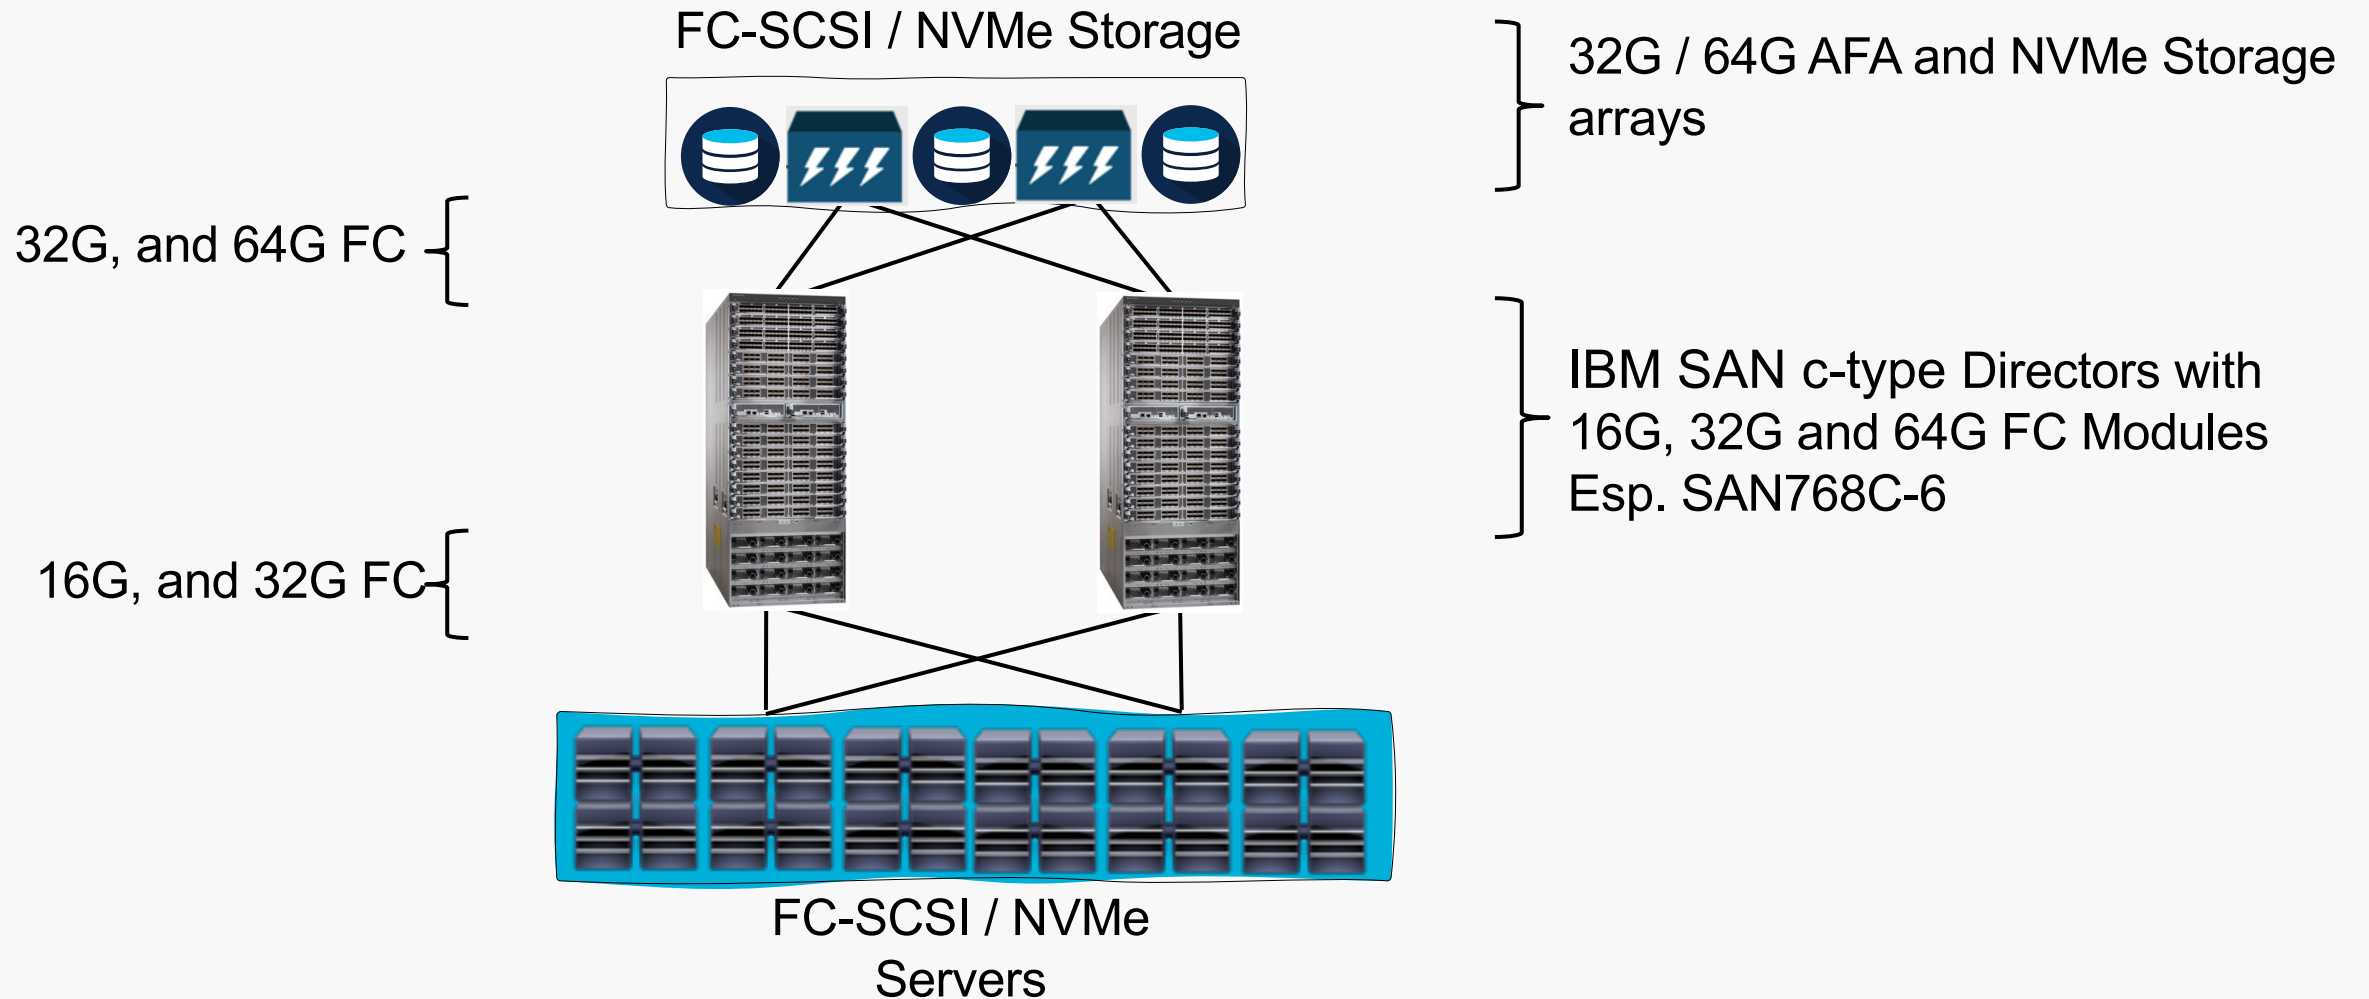 FC-SCSI / NVMe Storage
32G / 64G AFA and NVMe Storage
arrays
32G, and 64G FC
IBM SAN c-type Directors with
16G, 32G and 64G FC Modules
Esp. SAN768C-6
16G, and 32G FC
FC-SCSI / NVMe
Servers